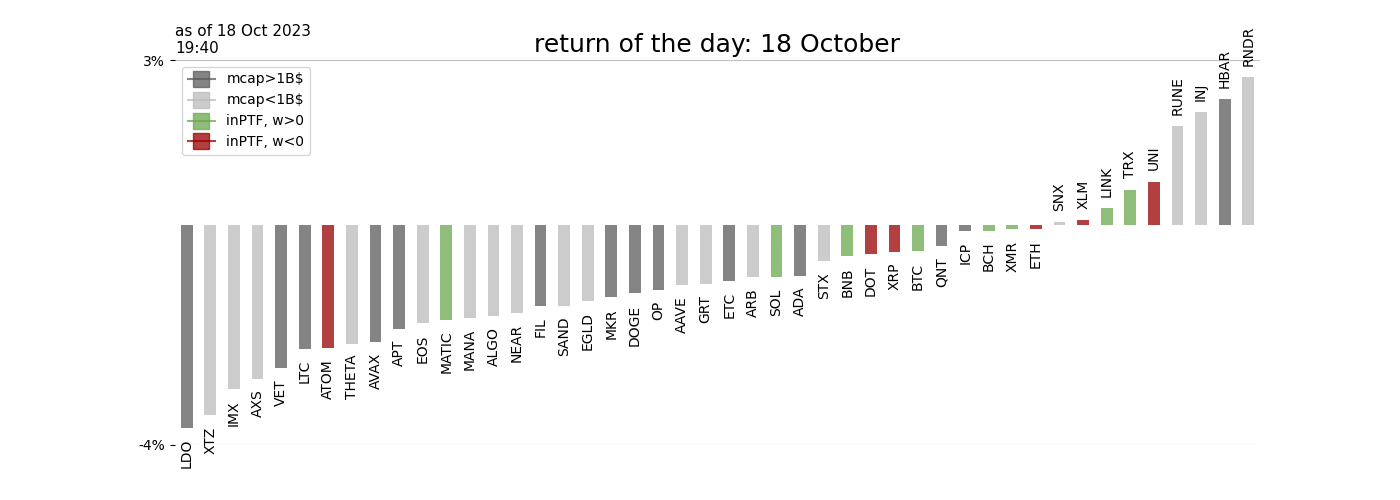 as of 18 Oct 2023
19:40
return of the day: 18 October
3%
-4%
mcap>1B$
mcap<1B$
inPTF, w>0
inPTF, w<0
LDO
XTZ
IMX
AXS
VET
LTC
ATOM
THETA
AVAX
APT
EOS
MATIC
MANA
ALGO
NEAR
FIL
SAND
EGLD
MKR
DOGE
OP
AAVE
GRT
ETC
ARB
SOL
ADA
STX
BNB
DOT
XRP
BTC
QNT
ICP
BCH
XMR
ETH
SNX
XLM
LINK
TRX
UNI
RUNE
INJ
HBAR
RNDR